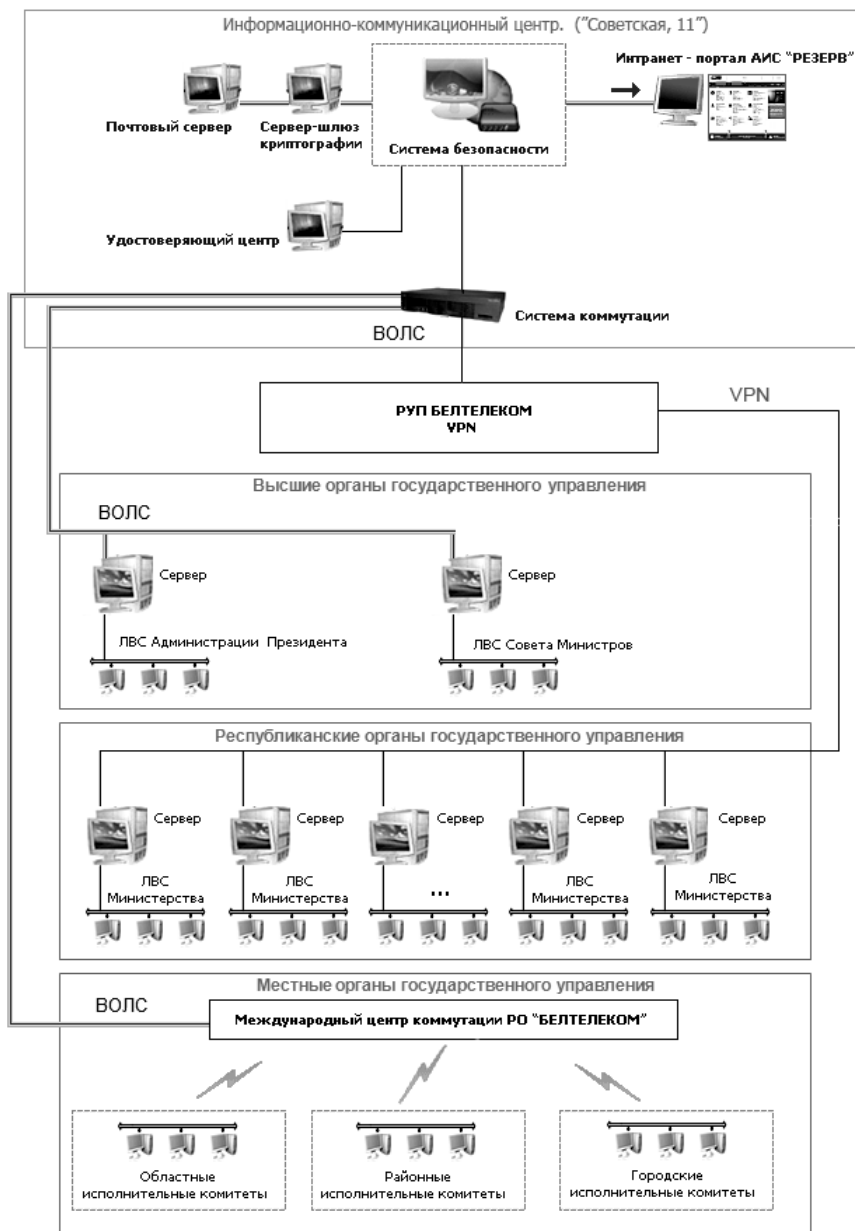 Информационно-коммуникационный центр. ("Советская, 11")
Интранет - портал АИС "РЕЗЕРВ"
Почтовый сервер
Сервер-шлюз
криптографии
Система безопасности
Удостоверяющий центр
Система коммутации
ВОЛС
РУП БЕЛТЕЛЕКОМ
VPN
VPN
Высшие органы государственного управления
ВОЛС
Сервер
Сервер
ЛВС Администрации Президента
ЛВС Совета Министров
Республиканские органы государственного управления
Сервер
Сервер
Сервер
Сервер
Сервер
ЛВС
Министерства
ЛВС
Министерства
...
ЛВС
Министерства
ЛВС
Министерства
Местные органы государственного управления
ВОЛС
Международный центр коммутации РО "БЕЛТЕЛЕКОМ"
Областные
исполнительные комитеты
Районные
исполнительные комитеты
Городские
исполнительные комитеты